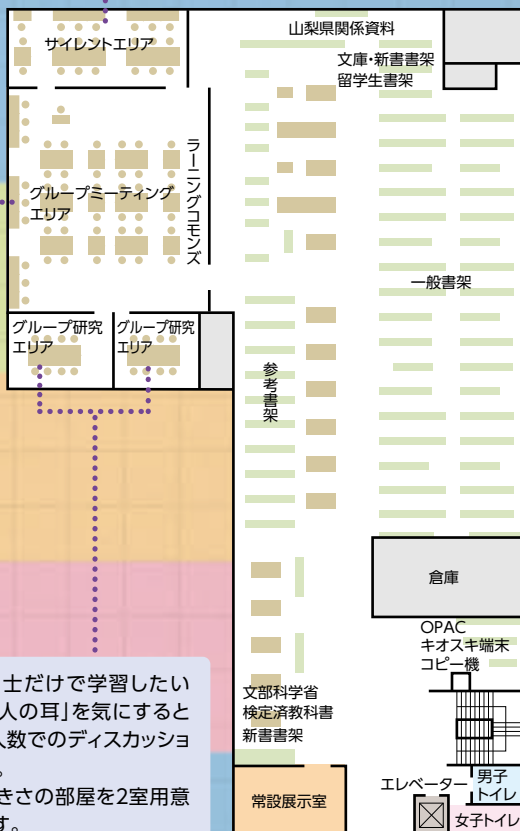 サイレントエリア
山梨県関係資料
文庫・新書書架
留学生書架
ラーニングコモンズ
グループミーティング
エリア
一般書架
グループ研究
エリア
グループ研究
エリア
参考書架
倉庫
OPAC
キオスキ端末
コピー機
士だけで学習したい
人の耳」を気にすると
人数でのディスカッショ
。
きさの部屋を2室用意
す。
文部科学省
検定済教科書
新書書架
常設展示室
エレベーター
男子
トイレ
女子トイレ